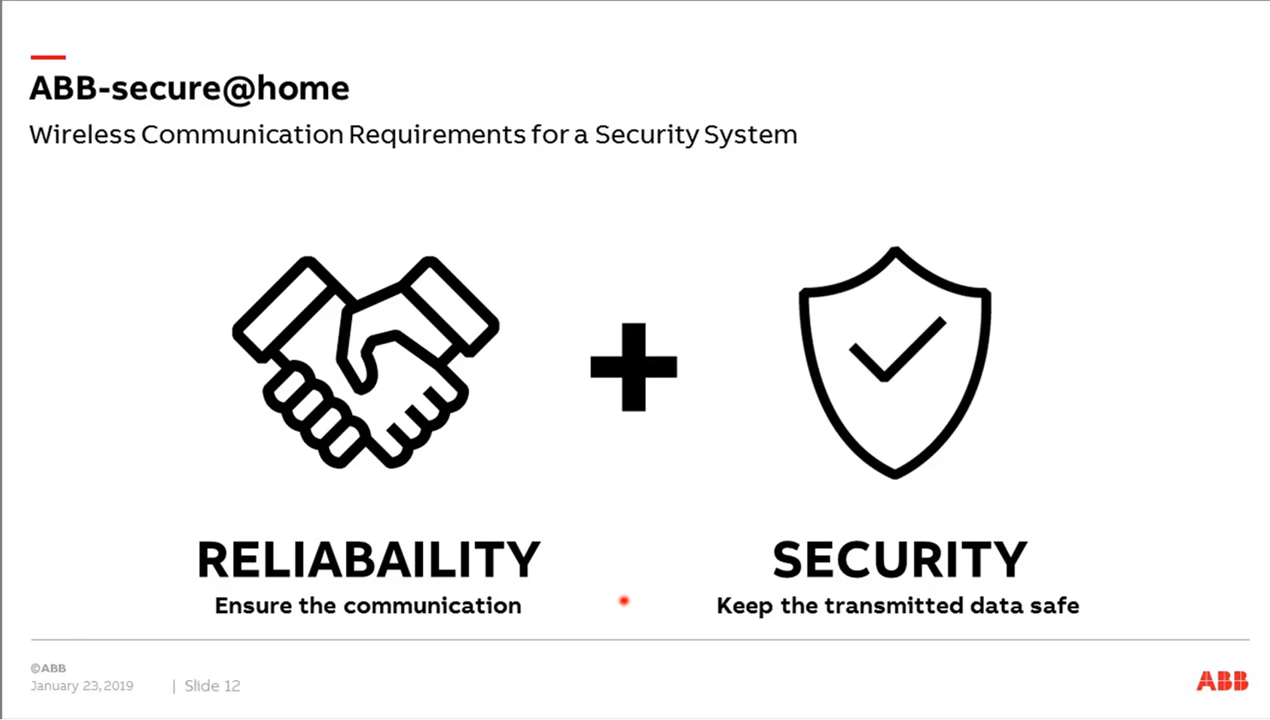 ABB-secure@home
Wireless Communication Requirements for a Security System
RELIABAILITY
Ensure the communication
SECURITY
Keep the transmitted data safe
©ABB
January 23, 2019 | Slide 12
ABB